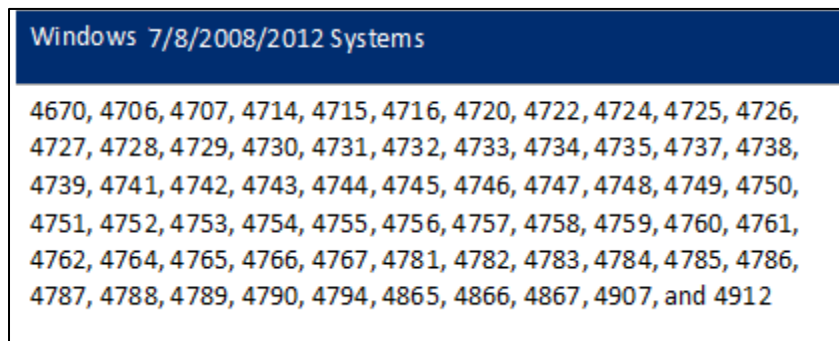 Windows 7/8/2008/2012 Systems
4670, 4706, 4707, 4714, 4715, 4716, 4720, 4722, 4724, 4725, 4726,
4727, 4728, 4729, 4730, 4731, 4732, 4733, 4734, 4735, 4737, 4738,
4739, 4741, 4742, 4743, 4744, 4745, 4746, 4747, 4748, 4749, 4750,
4751, 4752, 4753, 4754, 4755, 4756, 4757, 4758, 4759, 4760, 4761,
4762, 4764, 4765, 4766, 4767, 4781, 4782, 4783, 4784, 4785, 4786,
4787, 4788, 4789, 4790, 4794, 4865, 4866, 4867, 4907, and 4912